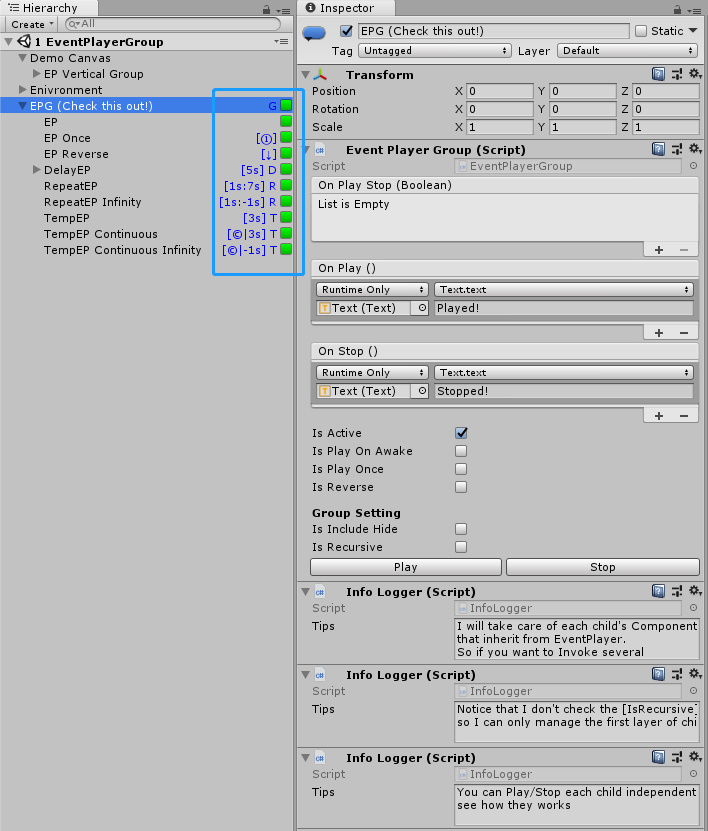 Hierarchy
Create
All
1 EventPlayerGroup
Demo Canvas
EP Vertical Group
Enivronment
EPG (Check this out!) G
EP
EP Once [①]
EP Reverse [↓]
DelayEP [5s] D
RepeatEP [1s:7s] R
RepeatEP Infinity [1s:-1s] R
TempEP [3s] T
TempEP Continuous [©|3s] T
TempEP Continuous Infinity [©|-1s] T
Inspector
EPG (Check this out!) Static
Tag Untagged Layer Default
Transform
Position X 0 Y 0 Z 0
Rotation X 0 Y 0 Z 0
Scale X 1 Y 1 Z 1
Event Player Group (Script)
Script EventPlayerGroup
On Play Stop (Boolean)
List is Empty
+ −
On Play ()
Runtime Only Text.text
Text (Text) Played!
+ −
On Stop ()
Runtime Only Text.text
Text (Text) Stopped!
+ −
Is Active
Is Play On Awake
Is Play Once
Is Reverse
Group Setting
Is Include Hide
Is Recursive
Play Stop
Info Logger (Script)
Script InfoLogger
Tips I will take care of each child's Component
that inherit from EventPlayer.
So if you want to Invoke several
Info Logger (Script)
Script InfoLogger
Tips Notice that I don't check the [IsRecursive]
so I can only manage the first layer of chi
Info Logger (Script)
Script InfoLogger
Tips You can Play/Stop each child independent
see how they works